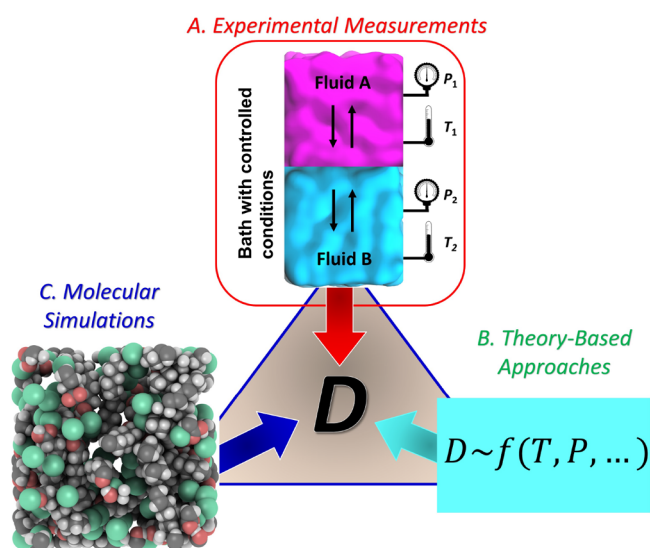 A. Experimental Measurements
Bath with controlled
conditions
Fluid A
P1
T1
P2
T2
Fluid B
C. Molecular
Simulations
B. Theory-Based
Approaches
D
D~f(T, P, ...)